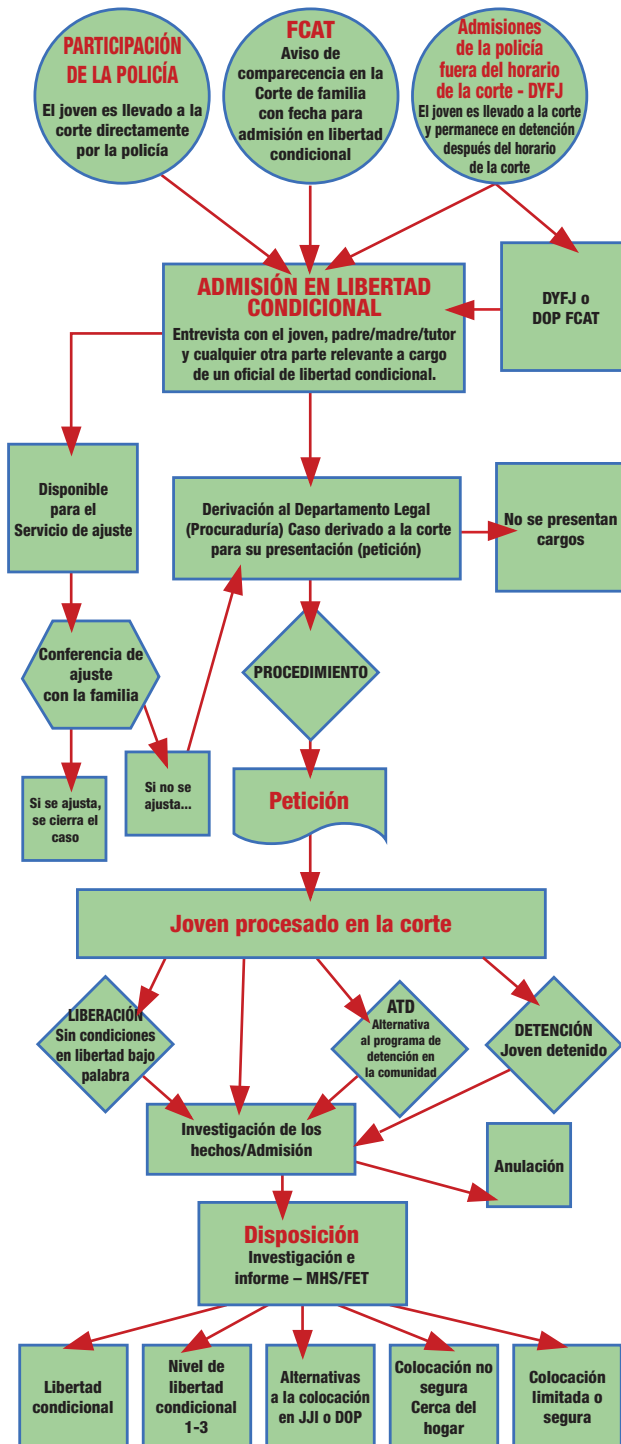 PARTICIPACIÓN
DE LA POLICÍA
El joven es llevado a la
corte directamente
por la policía
FCAT
Aviso de
comparecencia en la
Corte de familia
con fecha para
admisión en libertad
condicional
Admisiones
de la policía
fuera del horario
de la corte - DYFJ
El joven es llevado a la corte
y permanece en detención
después del horario
de la corte
ADMISIÓN EN LIBERTAD
CONDICIONAL
Entrevista con el joven, padre/madre/tutor
y cualquier otra parte relevante a cargo
de un oficial de libertad condicional.
DYFJ o
DOP FCAT
Disponible
para el
Servicio de ajuste
Derivación al Departamento Legal
(Procuraduría) Caso derivado a la corte
para su presentación (petición)
No se presentan
cargos
Conferencia de
ajuste
con la familia
PROCEDIMIENTO
Si se ajusta,
se cierra el
caso
Si no se
ajusta...
Petición
Joven procesado en la corte
LIBERACIÓN
Sin condiciones
en libertad bajo
palabra
ATD
Alternativa
al programa de
detención en
la comunidad
DETENCIÓN
Joven detenido
Investigación de los
hechos/Admisión
Anulación
Disposición
Investigación e
informe – MHS/FET
Libertad
condicional
Nivel de
libertad
condicional
1-3
Alternativas
a la colocación
en JJI o DOP
Colocación no
segura
Cerca del
hogar
Colocación
limitada o
segura